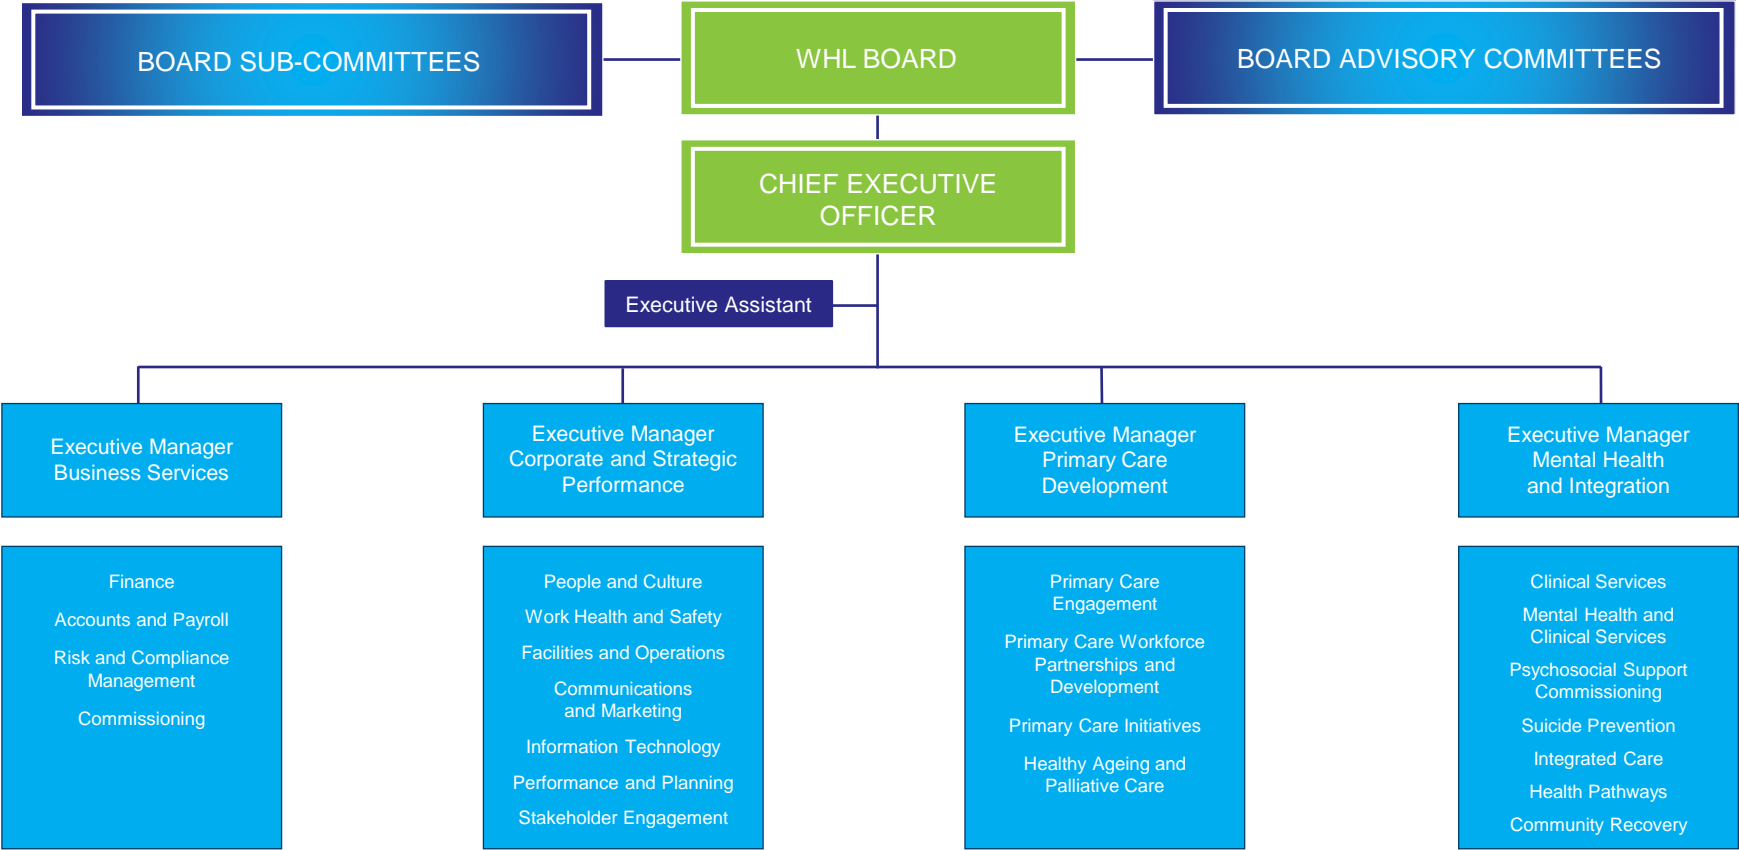 BOARD SUB-COMMITTEES
WHL BOARD
BOARD ADVISORY COMMITTEES
CHIEF EXECUTIVE
OFFICER
Executive Assistant
Executive Manager
Business Services
Executive Manager
Corporate and Strategic
Performance
Executive Manager
Primary Care
Development
Executive Manager
Mental Health
and Integration
Finance
Accounts and Payroll
Risk and Compliance
Management
Commissioning
People and Culture
Work Health and Safety
Facilities and Operations
Communications
and Marketing
Information Technology
Performance and Planning
Stakeholder Engagement
Primary Care
Engagement
Primary Care Workforce
Partnerships and
Development
Primary Care Initiatives
Healthy Ageing and
Palliative Care
Clinical Services
Mental Health and
Clinical Services
Psychosocial Support
Commissioning
Suicide Prevention
Integrated Care
Health Pathways
Community Recovery